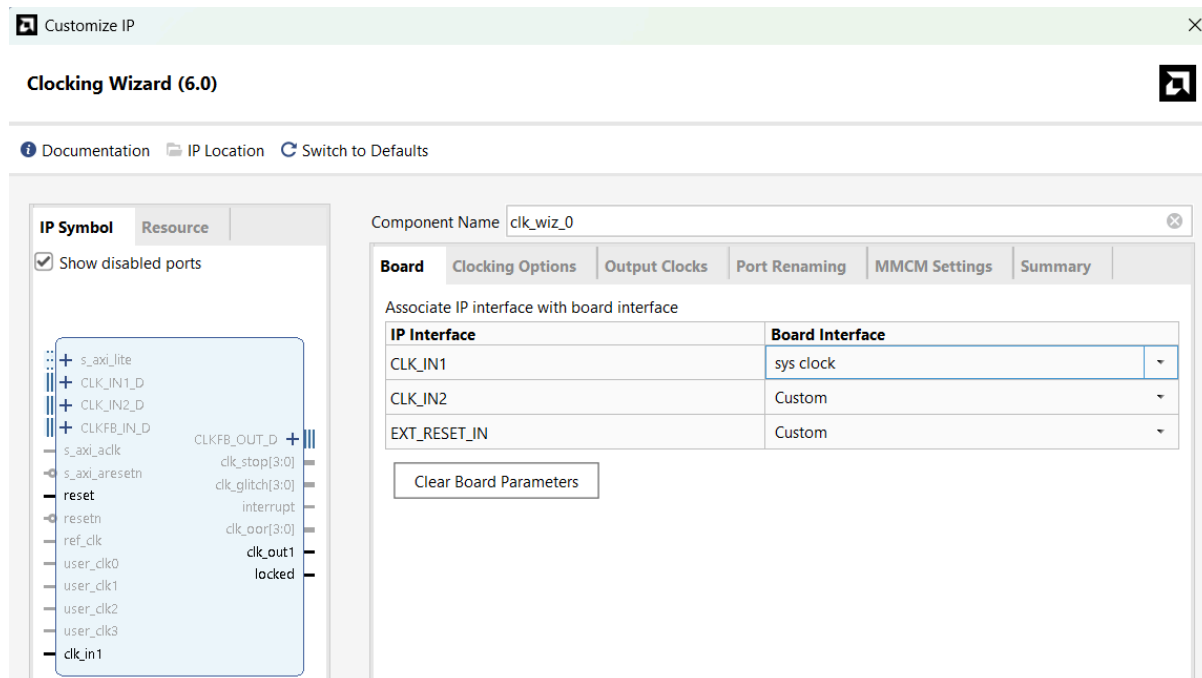 Customize IP
Clocking Wizard (6.0)
Documentation IP Location Switch to Defaults
IP Symbol Resource
Show disabled ports
s_axi_lite
CLK_IN1_D
CLK_IN2_D
CLKFB_IN_D
s_axi_aclk
s_axi_aresetn
reset
resetn
ref_clk
user_clk0
user_clk1
user_clk2
user_clk3
clk_in1
CLKFB_OUT_D
clk_stop[3:0]
clk_glitch[3:0]
interrupt
clk_oor[3:0]
clk_out1
locked
Component Name clk_wiz_0
Board Clocking Options Output Clocks Port Renaming MMCM Settings Summary
Associate IP interface with board interface
IP Interface Board Interface
CLK_IN1 sys clock
CLK_IN2 Custom
EXT_RESET_IN Custom
Clear Board Parameters